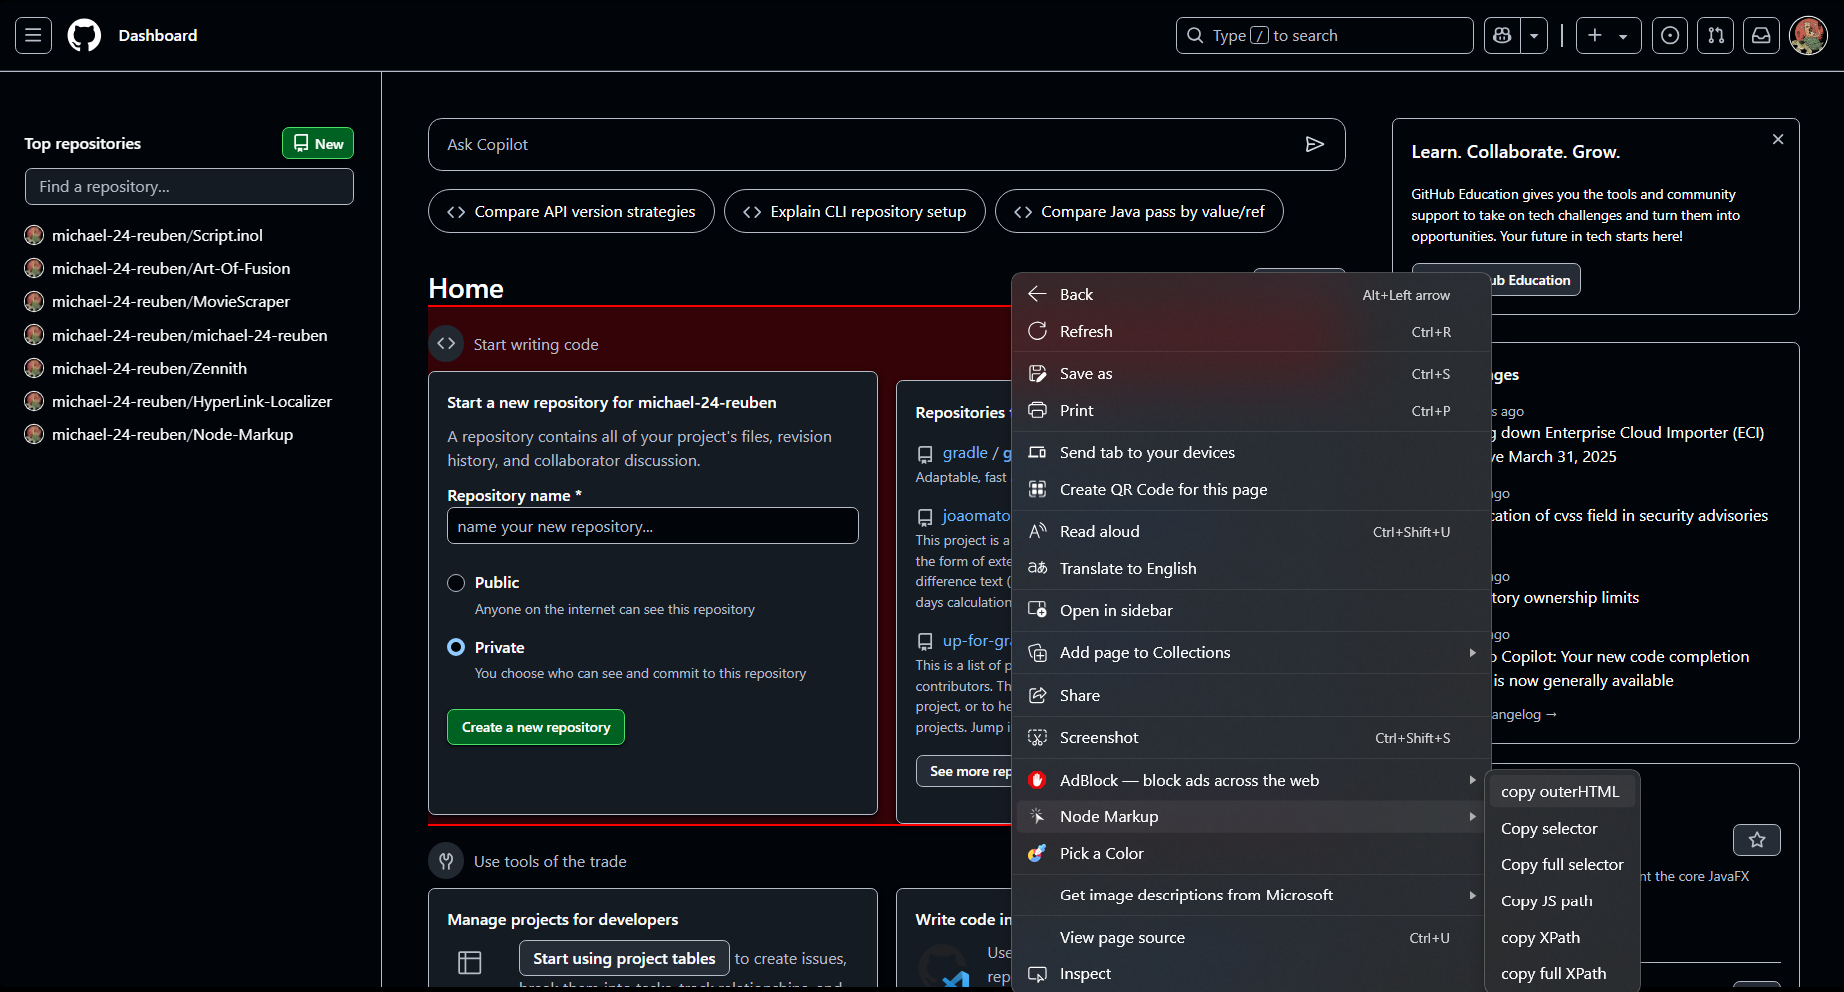 Dashboard
Type / to search
Top repositories
New
Find a repository...
michael-24-reuben/Script.inol
michael-24-reuben/Art-Of-Fusion
michael-24-reuben/MovieScraper
michael-24-reuben/michael-24-reuben
michael-24-reuben/Zennith
michael-24-reuben/HyperLink-Localizer
michael-24-reuben/Node-Markup
Ask Copilot
Compare API version strategies
Explain CLI repository setup
Compare Java pass by value/ref
Home
Start writing code
Start a new repository for michael-24-reuben
A repository contains all of your project's files, revision
history, and collaborator discussion.
Repository name *
name your new repository...
Public
Anyone on the internet can see this repository
Private
You choose who can see and commit to this repository
Create a new repository
Repositories
gradle / g
Adaptable, fast
joaomato
This project is a
the form of exte
difference text (
days calculation
up-for-gra
This is a list of p
contributors. Th
project, or to he
projects. Jump i
See more rep
Use tools of the trade
Manage projects for developers
Start using project tables to create issues,
break them into tasks, track relationships, and
Write code in
Use
rep
Back Alt+Left arrow
Refresh Ctrl+R
Save as Ctrl+S
Print Ctrl+P
Send tab to your devices
Create QR Code for this page
Read aloud Ctrl+Shift+U
Translate to English
Open in sidebar
Add page to Collections
Share
Screenshot Ctrl+Shift+S
AdBlock — block ads across the web
Node Markup
Pick a Color
Get image descriptions from Microsoft
View page source Ctrl+U
Inspect
copy outerHTML
Copy selector
Copy full selector
Copy JS path
copy XPath
copy full XPath
Learn. Collaborate. Grow.
GitHub Education gives you the tools and community
support to take on tech challenges and turn them into
opportunities. Your future in tech starts here!
ub Education
ges
s ago
g down Enterprise Cloud Importer (ECI)
ve March 31, 2025
go
cation of cvss field in security advisories
go
tory ownership limits
go
o Copilot: Your new code completion
is now generally available
angelog →
nt the core JavaFX